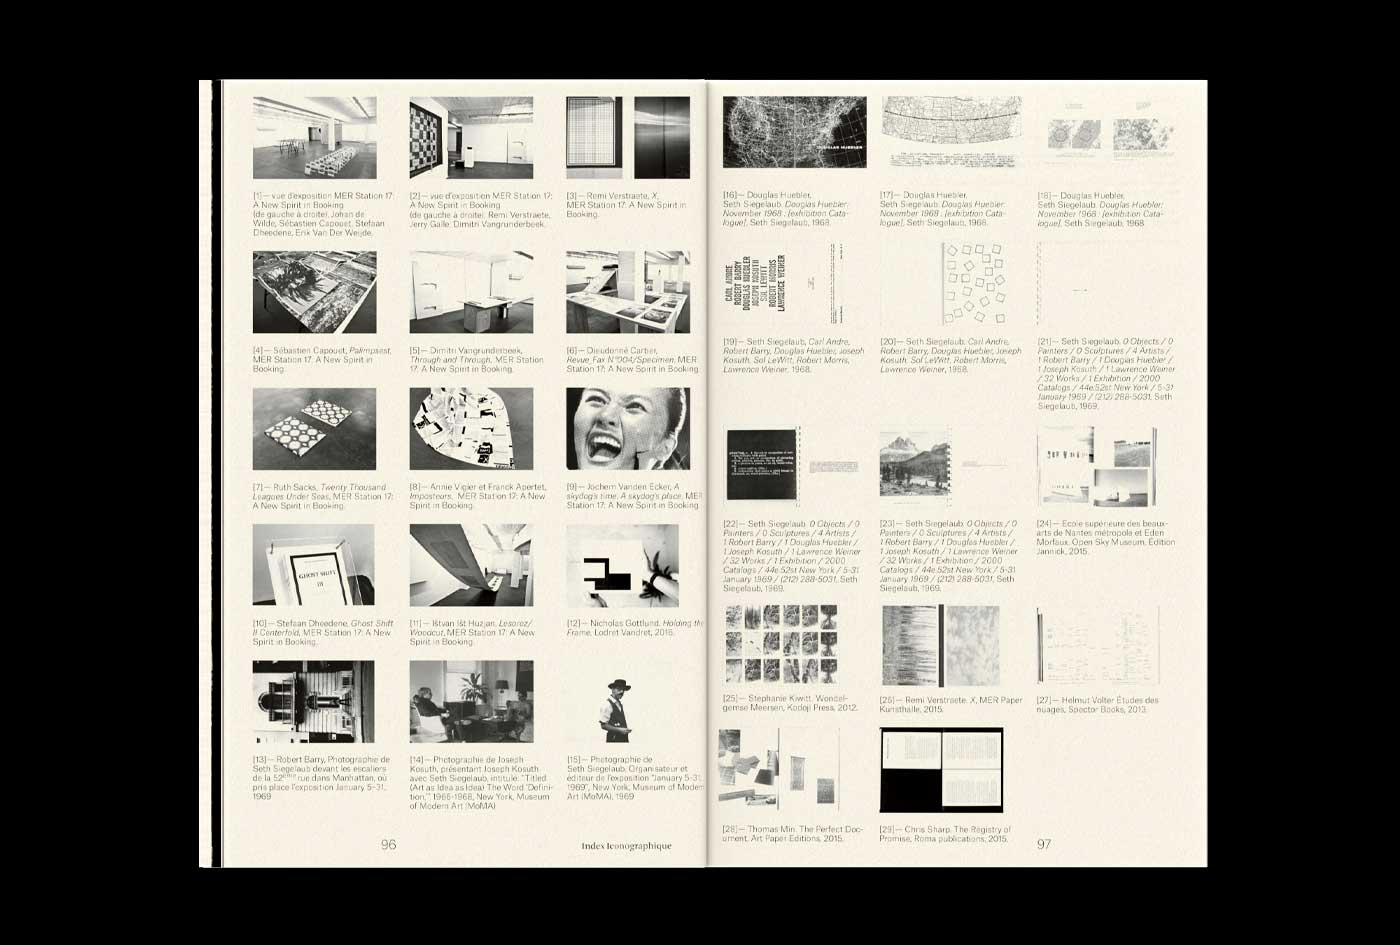 [1]— vue d'exposition MER Station 17:
A New Spirit in Booking
(de gauche à droite), Johan de
Wilde, Sébastien Capouet, Stefaan
Dheedene, Erik Van Der Weijde.
[2]— vue d'exposition MER Station 17:
A New Spirit in Booking
(de gauche à droite). Remi Verstraete,
Jerry Galle, Dimitri Vangrunderbeek.
[3]— Remi Verstraete, X,
MER Station 17: A New Spirit in
Booking.
[4]— Sébastien Capouet, Palimpsest,
MER Station 17: A New Spirit in
Booking.
[5]— Dimitri Vangrunderbeek,
Through and Through, MER Station
17: A New Spirit in Booking.
[6]— Dieudonné Cartier,
Revue_Fax N°004/Specimen, MER
Station 17: A New Spirit in Booking.
[7]— Ruth Sacks, Twenty Thousand
Leagues Under Seas, MER Station 17:
A New Spirit in Booking.
[8]— Annie Vigier et Franck Apertet,
Imposteurs, MER Station 17: A New
Spirit in Booking.
[9]— Jochem Vanden Ecker, A
skydog's time, A skydog's place, MER
Station 17: A New Spirit in Booking.
GHOST SHIFT
III
[10]— Stefaan Dheedene, Ghost Shift
II Centerfold, MER Station 17: A New
Spirit in Booking.
[11]— Ištvan Išt Huzjan, Lesorez/
Woodcut, MER Station 17: A New
Spirit in Booking.
[12]— Nicholas Gottlund, Holding the
Frame, Lodret Vandret, 2016.
[13]— Robert Barry, Photographie de
Seth Siegelaub devant les escaliers
de la 52ème rue dans Manhattan, où
pris place l'exposition January 5-31,
1969
[14]— Photographie de Joseph
Kosuth, présentant Joseph Kosuth
avec Seth Siegelaub, intitulé: "Titled
(Art as Idea as Idea) The Word "Defini-
tion,"" 1966-1968, New York, Museum
of Modern Art (MoMA)
[15]— Photographie de
Seth Siegelaub, Organisateur et
éditeur de l'exposition "January 5-31,
1969", New York, Museum of Modern
Art (MoMA), 1969
96
Index Iconographique
DOUGLAS HUEBLER
[16]— Douglas Huebler,
Seth Siegelaub. Douglas Huebler:
November 1968 : [exhibition Cata-
logue], Seth Siegelaub, 1968.
[17]— Douglas Huebler,
Seth Siegelaub. Douglas Huebler:
November 1968 : [exhibition Cata-
logue], Seth Siegelaub, 1968.
[18]— Douglas Huebler,
Seth Siegelaub. Douglas Huebler:
November 1968 : [exhibition Cata-
logue], Seth Siegelaub, 1968.
CARL ANDRE
ROBERT BARRY
DOUGLAS HUEBLER
JOSEPH KOSUTH
SOL LEWITT
ROBERT MORRIS
LAWRENCE WEINER
[19]— Seth Siegelaub, Carl Andre,
Robert Barry, Douglas Huebler, Joseph
Kosuth, Sol LeWitt, Robert Morris,
Lawrence Weiner, 1968.
[20]— Seth Siegelaub. Carl Andre,
Robert Barry, Douglas Huebler, Joseph
Kosuth, Sol LeWitt, Robert Morris,
Lawrence Weiner, 1968.
[21]— Seth Siegelaub. 0 Objects / 0
Painters / 0 Sculptures / 4 Artists /
1 Robert Barry / 1 Douglas Huebler /
1 Joseph Kosuth / 1 Lawrence Weiner
/ 32 Works / 1 Exhibition / 2000
Catalogs / 44e.52st New York / 5-31
January 1969 / (212) 288-5031, Seth
Siegelaub, 1969.
[22]— Seth Siegelaub. 0 Objects / 0
Painters / 0 Sculptures / 4 Artists /
1 Robert Barry / 1 Douglas Huebler /
1 Joseph Kosuth / 1 Lawrence Weiner
/ 32 Works / 1 Exhibition / 2000
Catalogs / 44e.52st New York / 5-31
January 1969 / (212) 288-5031, Seth
Siegelaub, 1969.
[23]— Seth Siegelaub. 0 Objects / 0
Painters / 0 Sculptures / 4 Artists /
1 Robert Barry / 1 Douglas Huebler /
1 Joseph Kosuth / 1 Lawrence Weiner
/ 32 Works / 1 Exhibition / 2000
Catalogs / 44e.52st New York / 5-31
January 1969 / (212) 288-5031, Seth
Siegelaub, 1969.
[24]— Ecole supérieure des beaux-
arts de Nantes métropole et Eden
Morfaux, Open Sky Museum, Édition
Jannink, 2015.
[25]— Stephanie Kiwitt, Wondel-
gemse Meersen, Kodoji Press, 2012.
[26]— Remi Verstraete. X, MER Paper
Kunsthalle, 2015.
[27]— Helmut Völter Études des
nuages, Spector Books, 2013.
[28]— Thomas Min. The Perfect Doc-
ument, Art Paper Editions, 2015.
[29]— Chris Sharp. The Registry of
Promise, Roma publications, 2015.
97